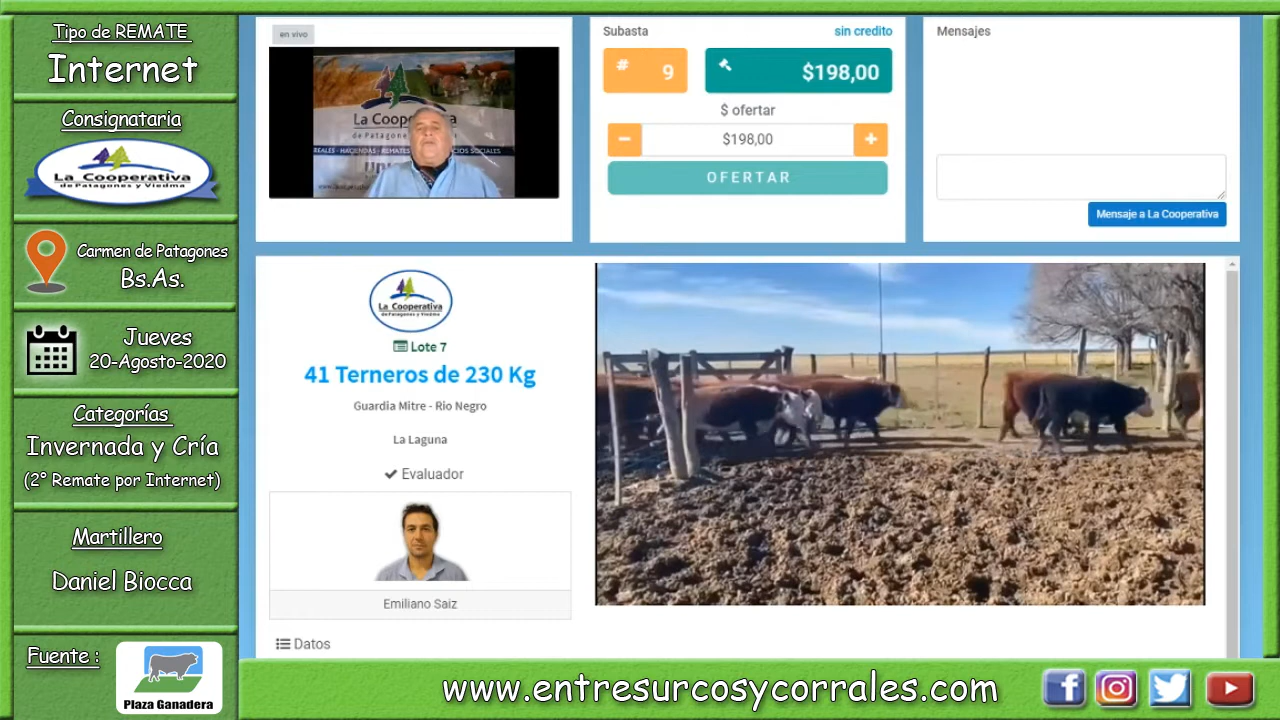 Tipo de REMATE
Internet
Consignataria
La Cooperativa
de Patagones y Viedma
Carmen de Patagones
Bs.As.
Jueves
20-Agosto-2020
Categorías
Invernada y Cría
(2° Remate por Internet)
Martillero
Daniel Biocca
Fuente :
Plaza Ganadera
en vivo
La Cooperativa
Subasta
sin credito
# 9
$198,00
$ ofertar
− $198,00 +
OFERTAR
Mensajes
Mensaje a La Cooperativa
La Cooperativa
de Patagones y Viedma
Lote 7
41 Terneros de 230 Kg
Guardia Mitre - Rio Negro
La Laguna
Evaluador
Emiliano Saiz
Datos
www.entresurcosycorrales.com